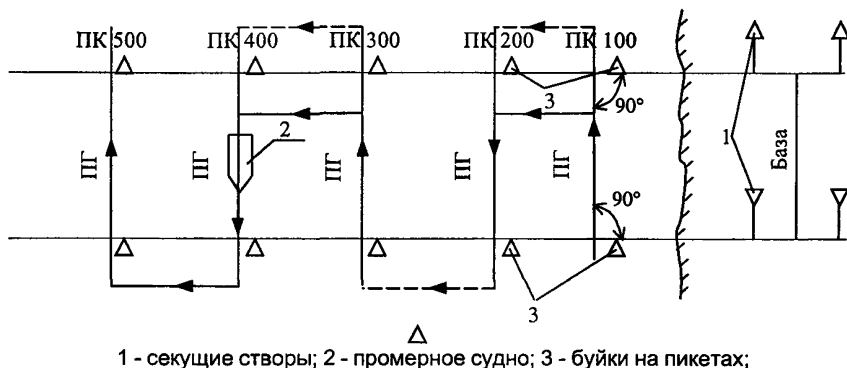 ПК 500 ПК 400 ПК 300 ПК 200 ПК 100
3
90°
2
1
ПГ ПГ ПГ ПГ ПГ База
90°
3
1 - секущие створы; 2 - промерное судно; 3 - буйки на пикетах;